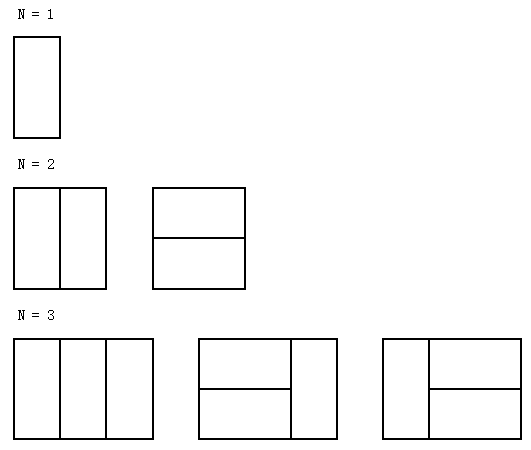 N = 1
N = 2
N = 3